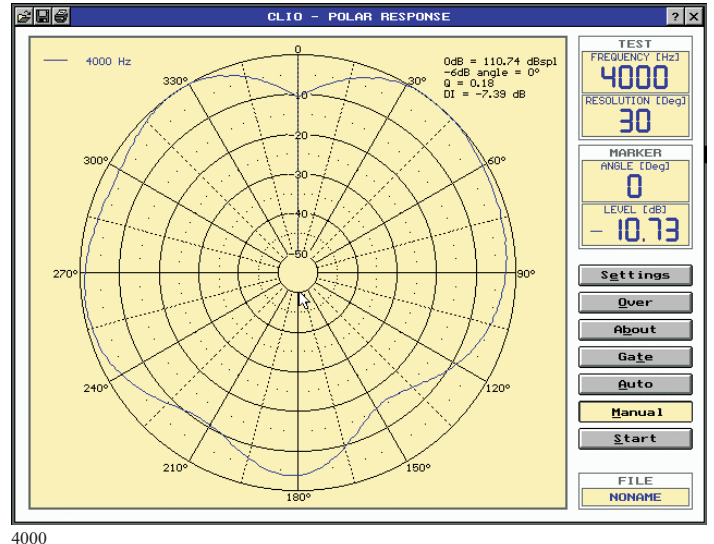 CLIO - POLAR RESPONSE
? ×
4000 Hz
0dB = 110.74 dBspl
-6dB angle = 0°
Q = 0.18
DI = -7.39 dB
0
30°
60°
90°
120°
150°
180°
210°
240°
270°
300°
330°
-10
-20
-30
-40
-50
TEST
FREQUENCY [Hz]
4000
RESOLUTION [Deg]
30
MARKER
ANGLE [Deg]
0
LEVEL [dB]
- 10.73
Settings
Over
About
Gate
Auto
Manual
Start
FILE
NONAME
4000